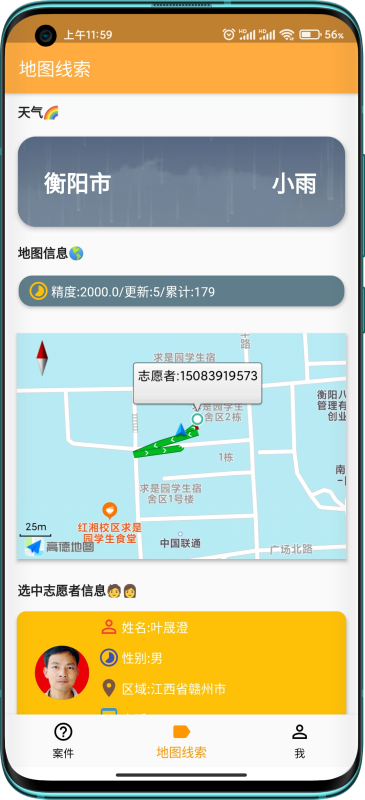 上午11:59
HD HD 56%
地图线索
天气🌈
衡阳市 小雨
地图信息🌎
精度:2000.0/更新:5/累计:179
求是园学生宿
路
志愿者:15083919573
求是园学生
舍区2栋
衡阳八
管理有
创业
1栋
南
求是园学生宿
舍区1号楼
红湘校区求是
园学生食堂
25m
高德地图
中国联通
广场北路
选中志愿者信息🧑👩
姓名:叶晟澄
性别:男
区域:江西省赣州市
案件
地图线索
我